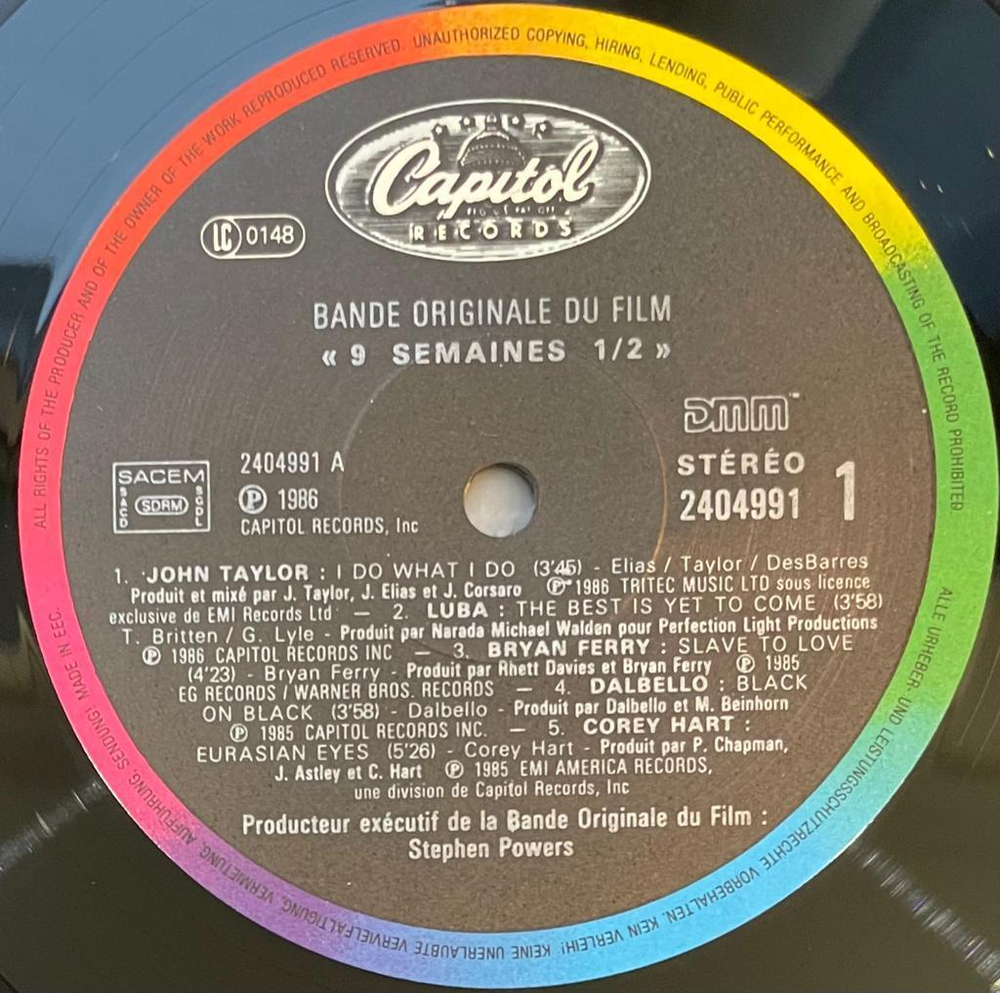 ALL RIGHTS OF THE PRODUCER AND OF THE OWNER OF THE WORK REPRODUCED RESERVED. UNAUTHORIZED COPYING, HIRING, LENDING, PUBLIC PERFORMANCE AND BROADCASTING OF THE RECORD PROHIBITED.
Capitol
RECORDS
LC 0148
BANDE ORIGINALE DU FILM
« 9 SEMAINES 1/2 »
DMM
SACEM
SACD SDRM SGDL
2404991 A
Ⓟ 1986
CAPITOL RECORDS, Inc
STÉRÉO
2404991
1
1. JOHN TAYLOR : I DO WHAT I DO (3'45) - Elias / Taylor / DesBarres
Produit et mixé par J. Taylor, J. Elias et J. Corsaro Ⓟ 1986 TRITEC MUSIC LTD sous licence
exclusive de EMI Records Ltd — 2. LUBA : THE BEST IS YET TO COME (3'58)
T. Britten / G. Lyle - Produit par Narada Michael Walden pour Perfection Light Productions
Ⓟ 1986 CAPITOL RECORDS INC — 3. BRYAN FERRY : SLAVE TO LOVE
(4'23) - Bryan Ferry - Produit par Rhett Davies et Bryan Ferry Ⓟ 1985
EG RECORDS / WARNER BROS. RECORDS — 4. DALBELLO : BLACK
ON BLACK (3'58) - Dalbello - Produit par Dalbello et M. Beinhorn
Ⓟ 1985 CAPITOL RECORDS INC. — 5. COREY HART :
EURASIAN EYES (5'26) - Corey Hart - Produit par P. Chapman,
J. Astley et C. Hart Ⓟ 1985 EMI AMERICA RECORDS,
une division de Capitol Records, Inc
Producteur exécutif de la Bande Originale du Film :
Stephen Powers
ALLE URHEBER- UND LEISTUNGSSCHUTZRECHTE VORBEHALTEN. KEIN VERLEIH! KEINE UNERLAUBTE VERVIELFÄLTIGUNG, VERMIETUNG, AUFFÜHRUNG, SENDUNG! MADE IN EEC.